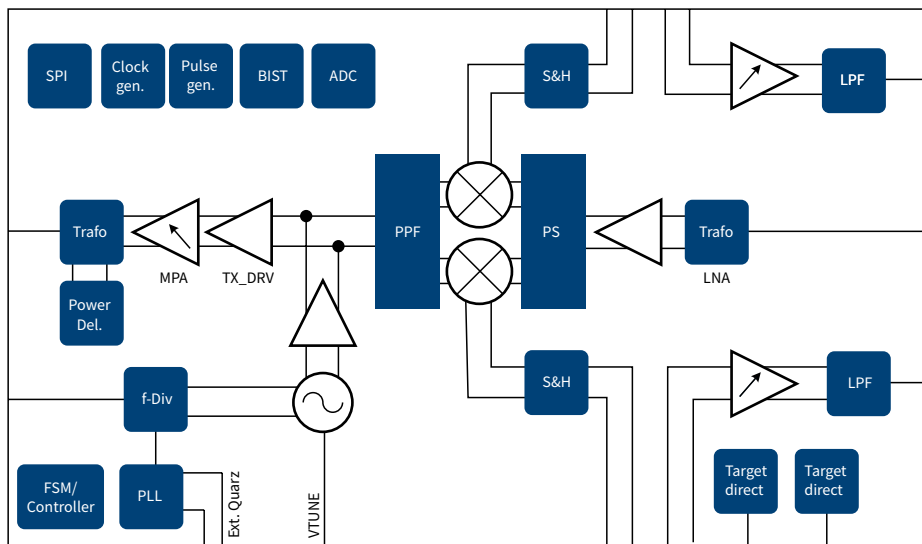 SPI
Clock
gen.
Pulse
gen.
BIST
ADC
S&H
LPF
Trafo
MPA
TX_DRV
PPF
PS
Trafo
LNA
Power
Del.
f-Div
S&H
LPF
FSM/
Controller
PLL
Ext. Quarz
VTUNE
Target
direct
Target
direct